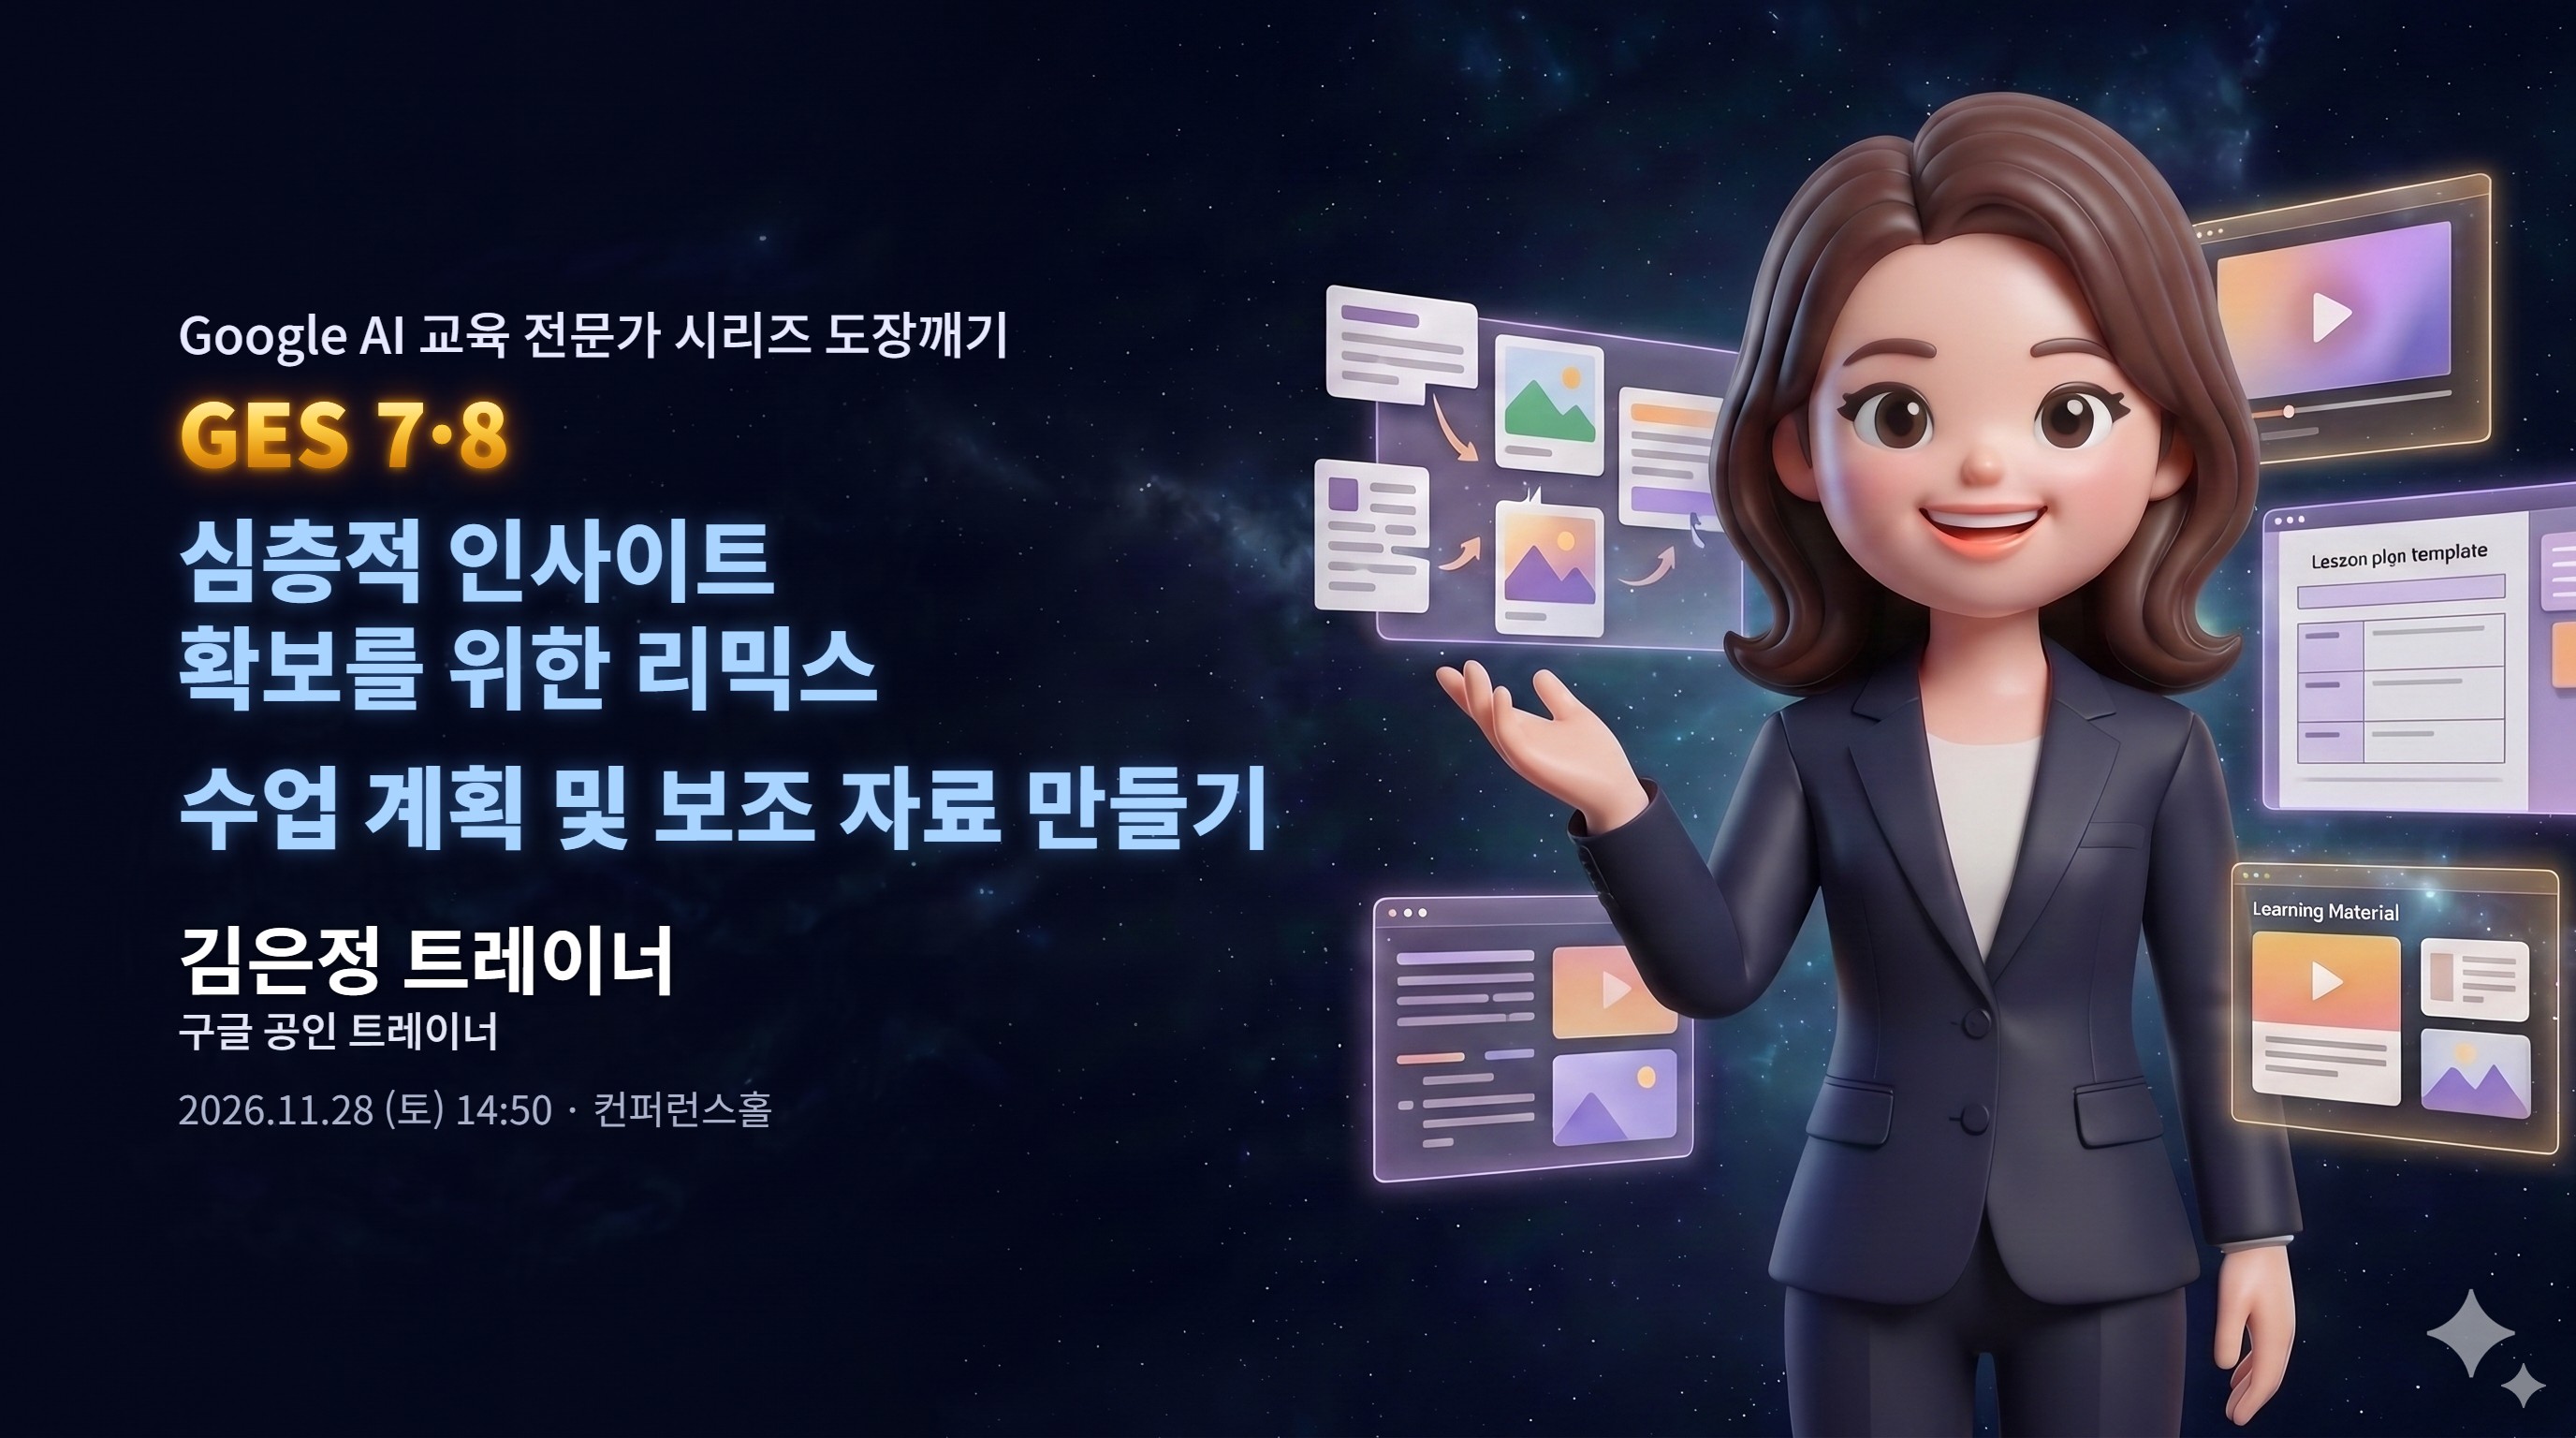 Google AI 교육 전문가 시리즈 도장깨기
GES 7·8
심층적 인사이트
확보를 위한 리믹스
수업 계획 및 보조 자료 만들기
김은정 트레이너
구글 공인 트레이너
2026.11.28 (토) 14:50 · 컨퍼런스홀
Leszon plgn template
Learning Material